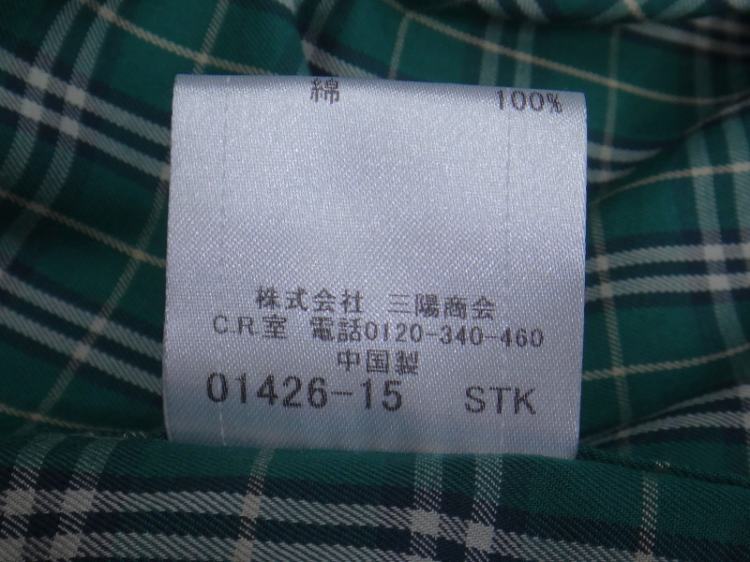 綿 100%
株式会社 三陽商会
C.R.室 電話0120-340-460
中国製
01426-15 STK